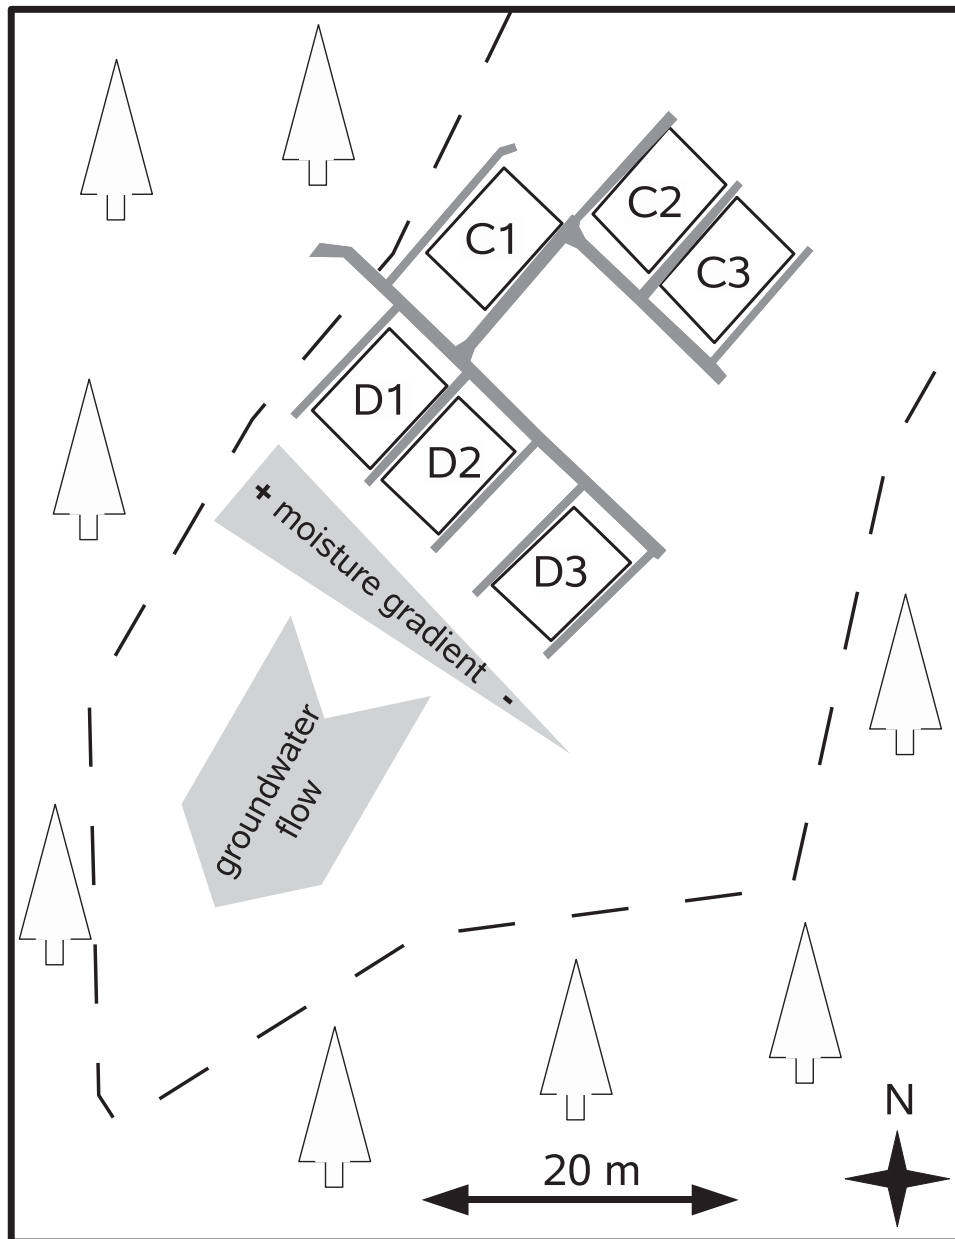 C2
C1
C3
D1
D2
D3
+ moisture gradient -
groundwater
flow
N
20 m